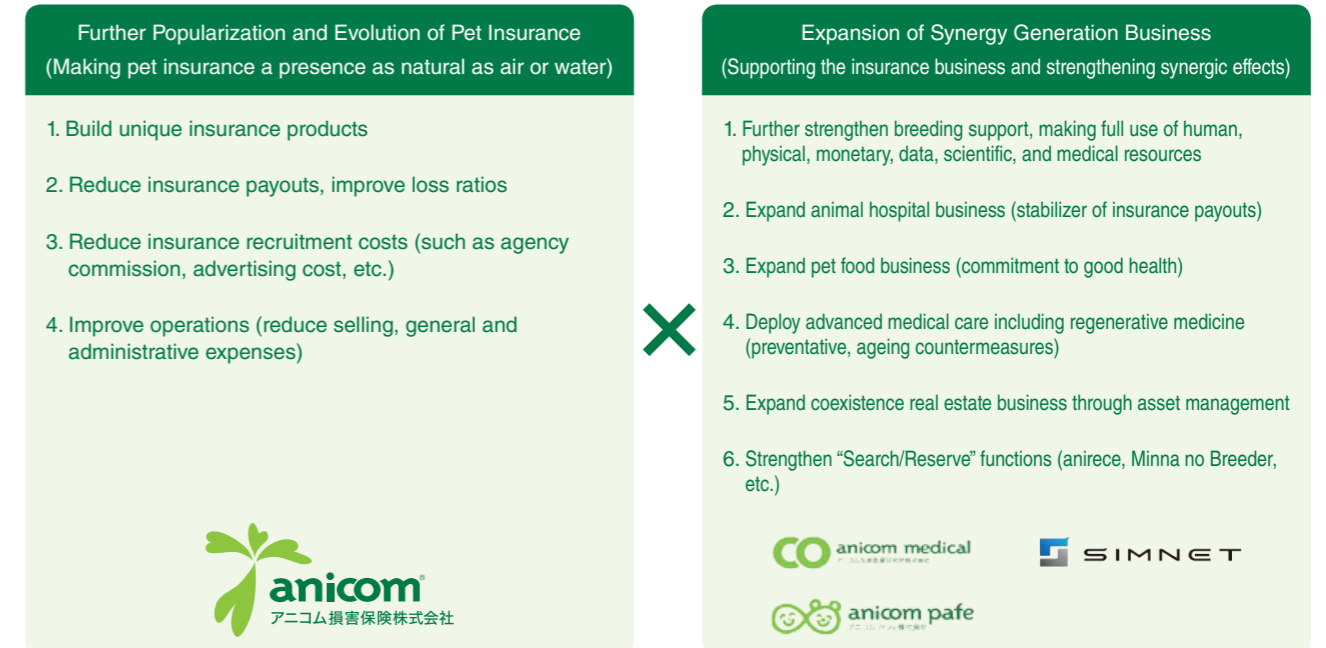 Further Popularization and Evolution of Pet Insurance
(Making pet insurance a presence as natural as air or water)
1. Build unique insurance products
2. Reduce insurance payouts, improve loss ratios
3. Reduce insurance recruitment costs (such as agency
commission, advertising cost, etc.)
4. Improve operations (reduce selling, general and
administrative expenses)
anicom®
アニコム損害保険株式会社
×
Expansion of Synergy Generation Business
(Supporting the insurance business and strengthening synergic effects)
1. Further strengthen breeding support, making full use of human,
physical, monetary, data, scientific, and medical resources
2. Expand animal hospital business (stabilizer of insurance payouts)
3. Expand pet food business (commitment to good health)
4. Deploy advanced medical care including regenerative medicine
(preventative, ageing countermeasures)
5. Expand coexistence real estate business through asset management
6. Strengthen “Search/Reserve” functions (anirece, Minna no Breeder,
etc.)
anicom medical
SIMNET
anicom pafe